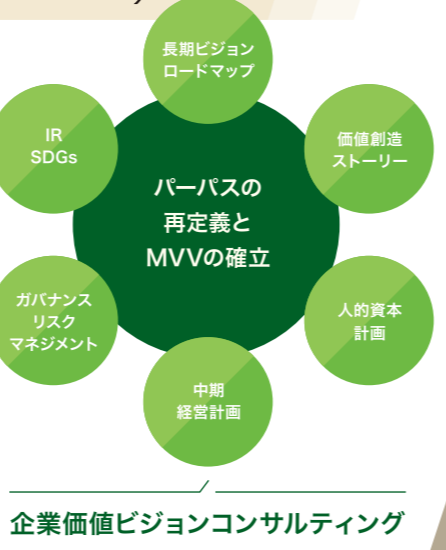 長期ビジョン
ロードマップ
IR
SDGs
価値創造
ストーリー
パーパスの
再定義と
MVVの確立
ガバナンス
リスク
マネジメント
人的資本
計画
中期
経営計画
企業価値ビジョンコンサルティング